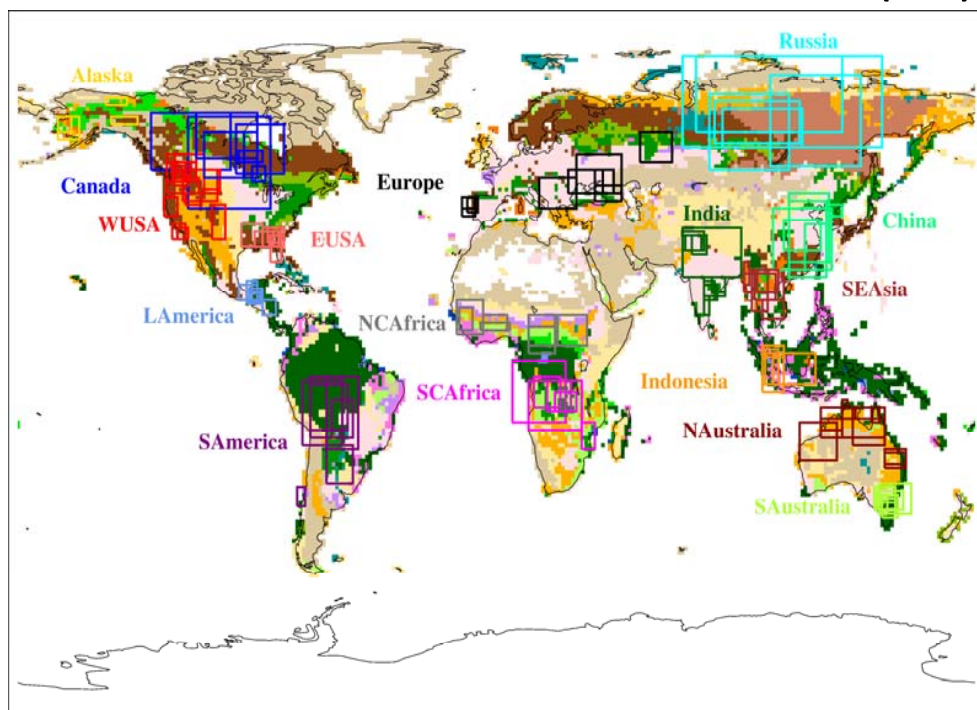 Russia
Alaska
Canada
Europe
WUSA
EUSA
India
China
LAmerica
NCAfrica
SEAsia
SCAfrica
Indonesia
SAmerica
NAustralia
SAustralia